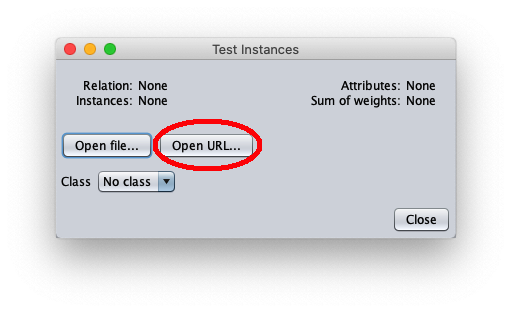 Test Instances
Relation: None
Attributes: None
Instances: None
Sum of weights: None
Open file...
Open URL...
Class
No class
Close